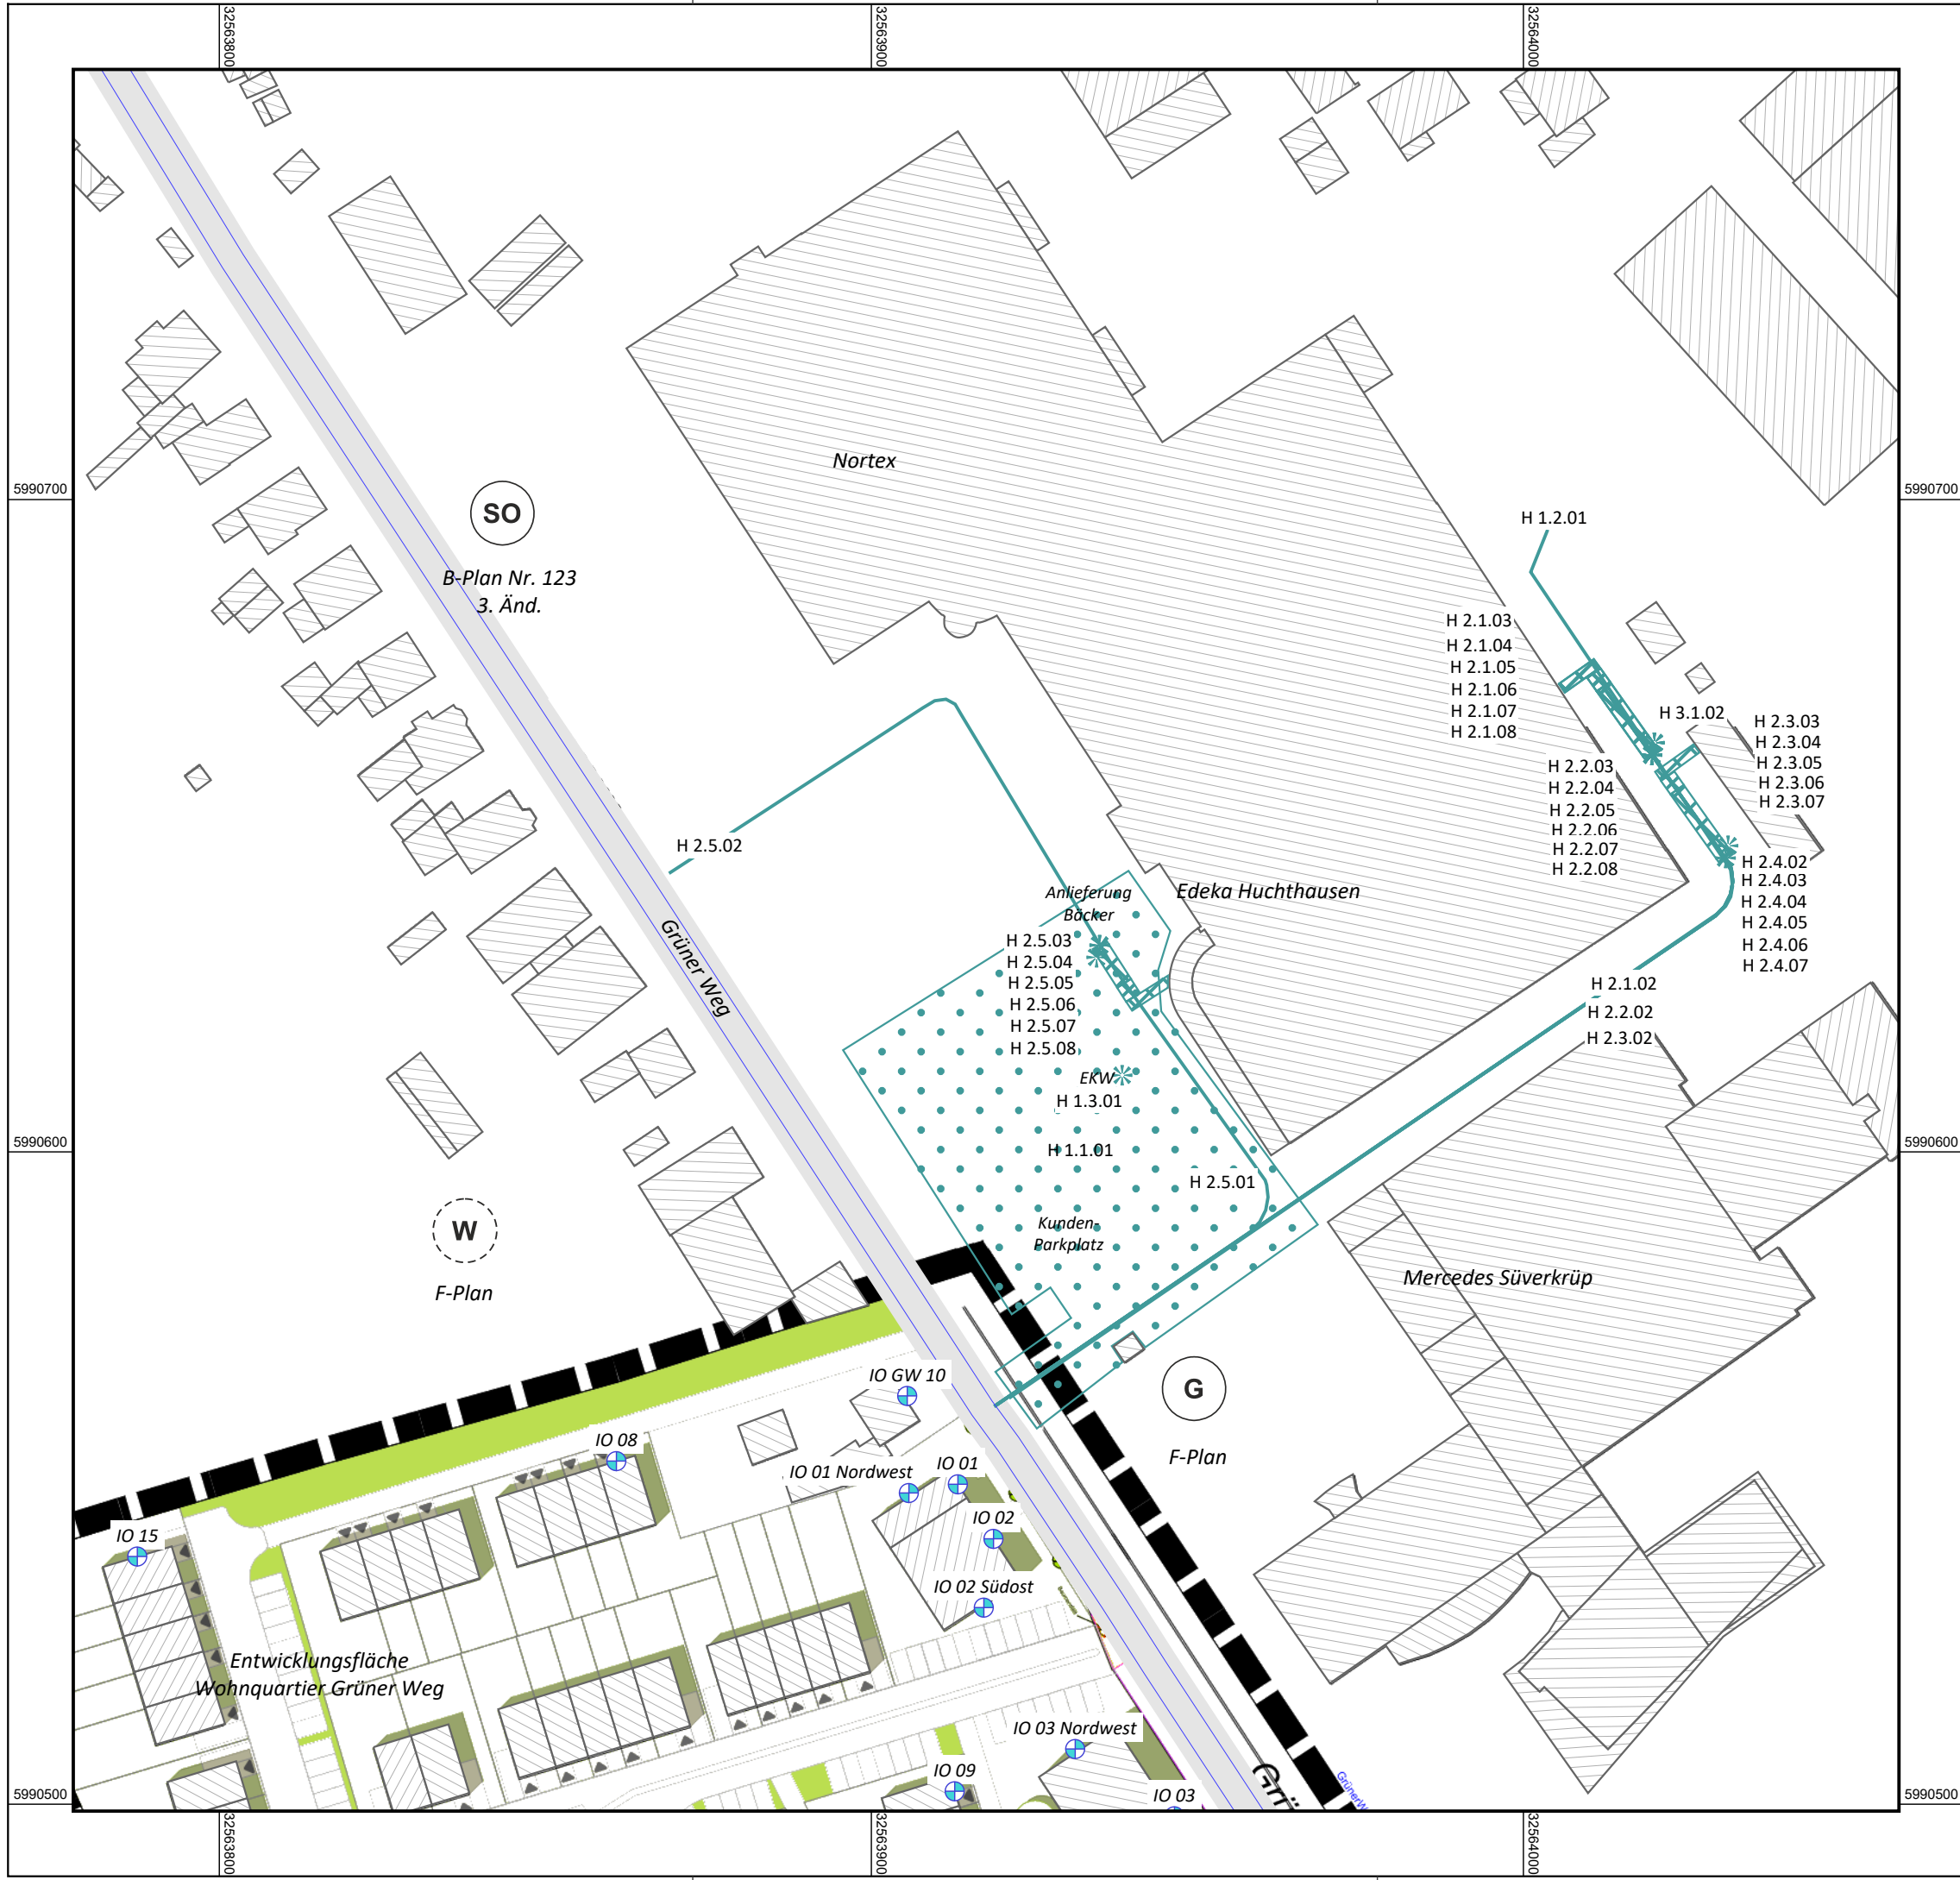 32563800
32563900
32564000
5990700
5990700
Nortex
SO
H 1.2.01
B-Plan Nr. 123
3. Änd.
H 2.1.03
H 2.1.04
H 2.1.05
H 2.1.06
H 2.1.07
H 2.1.08
H 3.1.02
H 2.3.03
H 2.3.04
H 2.3.05
H 2.3.06
H 2.3.07
H 2.2.03
H 2.2.04
H 2.2.05
H 2.2.06
H 2.2.07
H 2.2.08
H 2.5.02
H 2.4.02
H 2.4.03
H 2.4.04
H 2.4.05
H 2.4.06
H 2.4.07
Anlieferung
Bäcker
Edeka Huchthausen
Grüner Weg
H 2.5.03
H 2.5.04
H 2.5.05
H 2.5.06
H 2.5.07
H 2.5.08
H 2.1.02
H 2.2.02
H 2.3.02
EKW
H 1.3.01
5990600
5990600
H 1.1.01
H 2.5.01
W
F-Plan
Kunden-
Parkplatz
Mercedes Süverkrüp
G
F-Plan
IO GW 10
IO 08
IO 01 Nordwest
IO 01
IO 15
IO 02
IO 02 Südost
Entwicklungsfläche
Wohnquartier Grüner Weg
IO 03 Nordwest
IO 09
IO 03
Grü
GrünerW
5990500
5990500
32563800
32563900
32564000